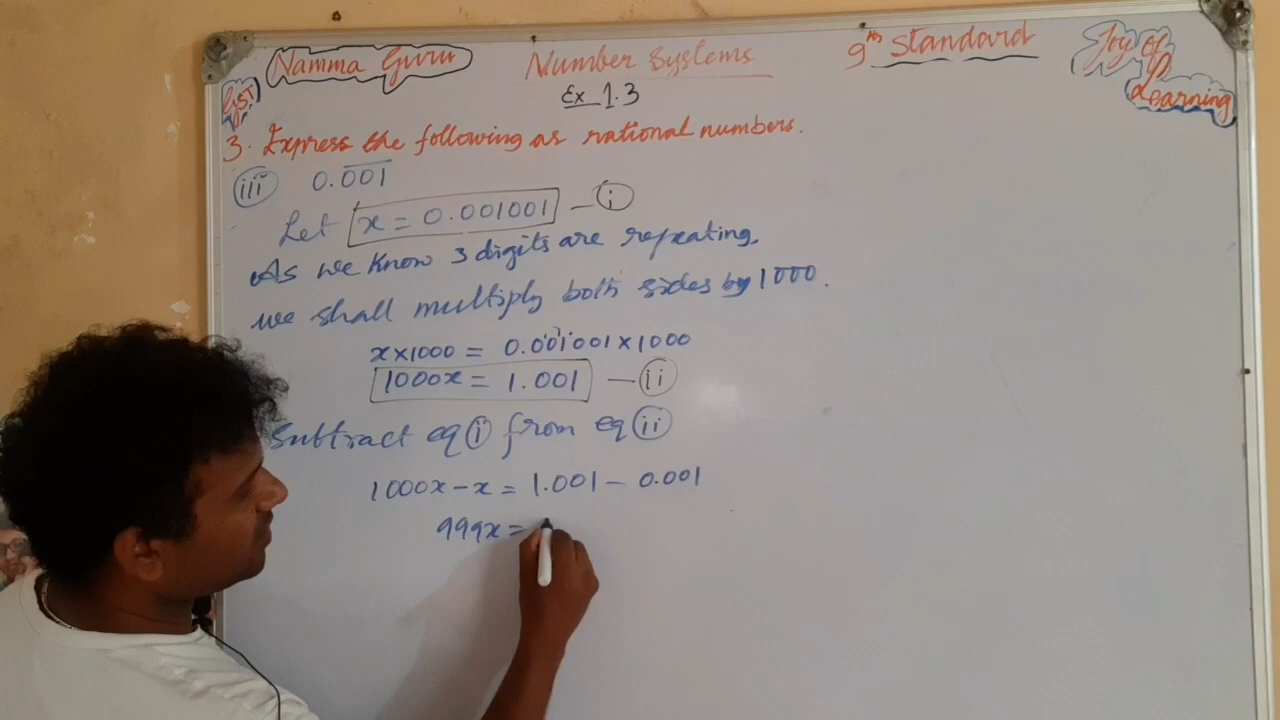 Namma Guru Number Systems 9th Standard Joy of Learning
Ex 1.3
3. Express the following as rational numbers.
iii 0.0̅0̅1̅
Let x = 0.001001 — i
As we know 3 digits are repeating,
we shall multiply both sides by 1000.
x×1000 = 0.001001×1000
1000x = 1.001 — ii
Subtract eq i from eq ii
1000x – x = 1.001 – 0.001
999x =